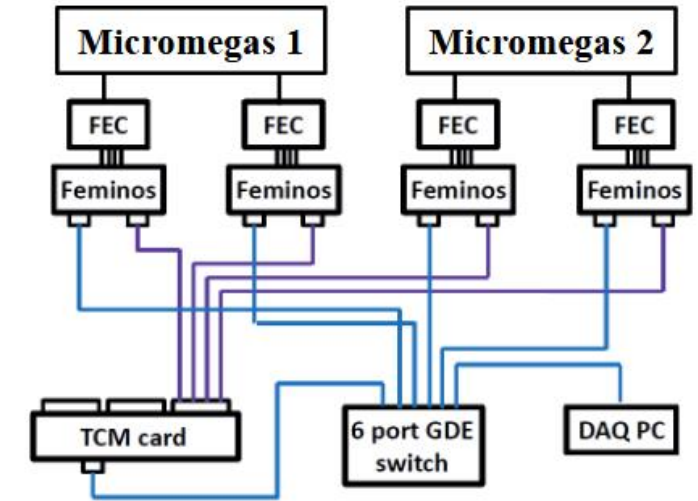 Micromegas 1
Micromegas 2
FEC
FEC
FEC
FEC
Feminos
Feminos
Feminos
Feminos
TCM card
6 port GDE
switch
DAQ PC